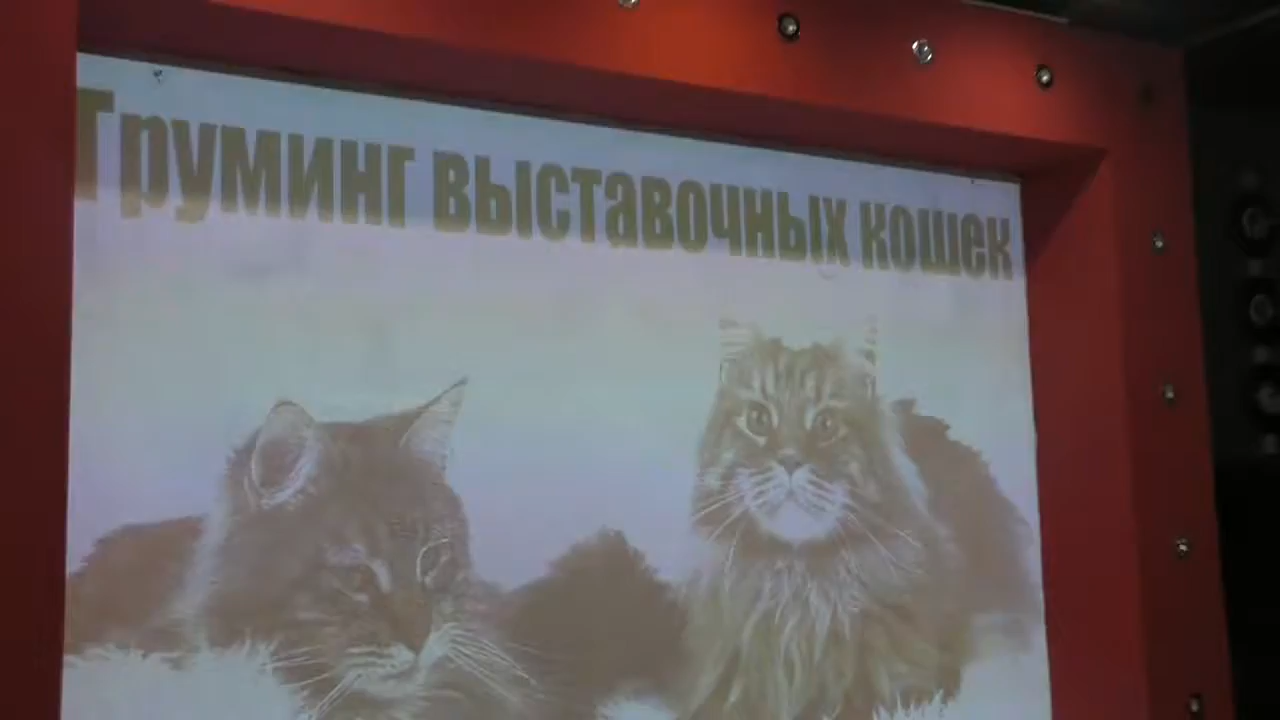 Груминг выставочных кошек